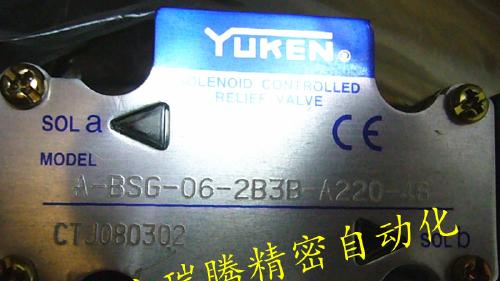 YUKEN®
SOLENOID CONTROLLED
RELIEF VALVE
SOL a
CE
MODEL
A-BSG-06-2B3B-A220-46
CTJ080302
SOL b
瑞腾精密自动化